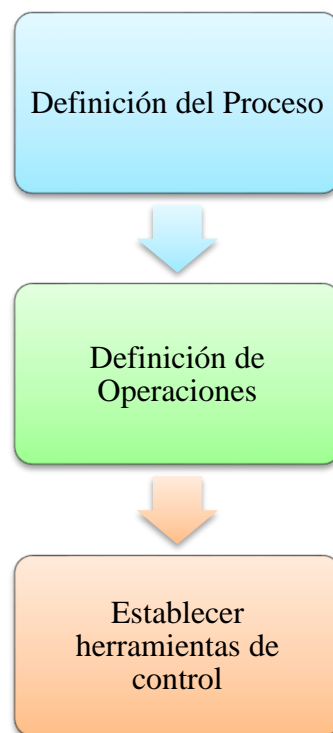 Definición del Proceso
Definición de
Operaciones
Establecer
herramientas de
control